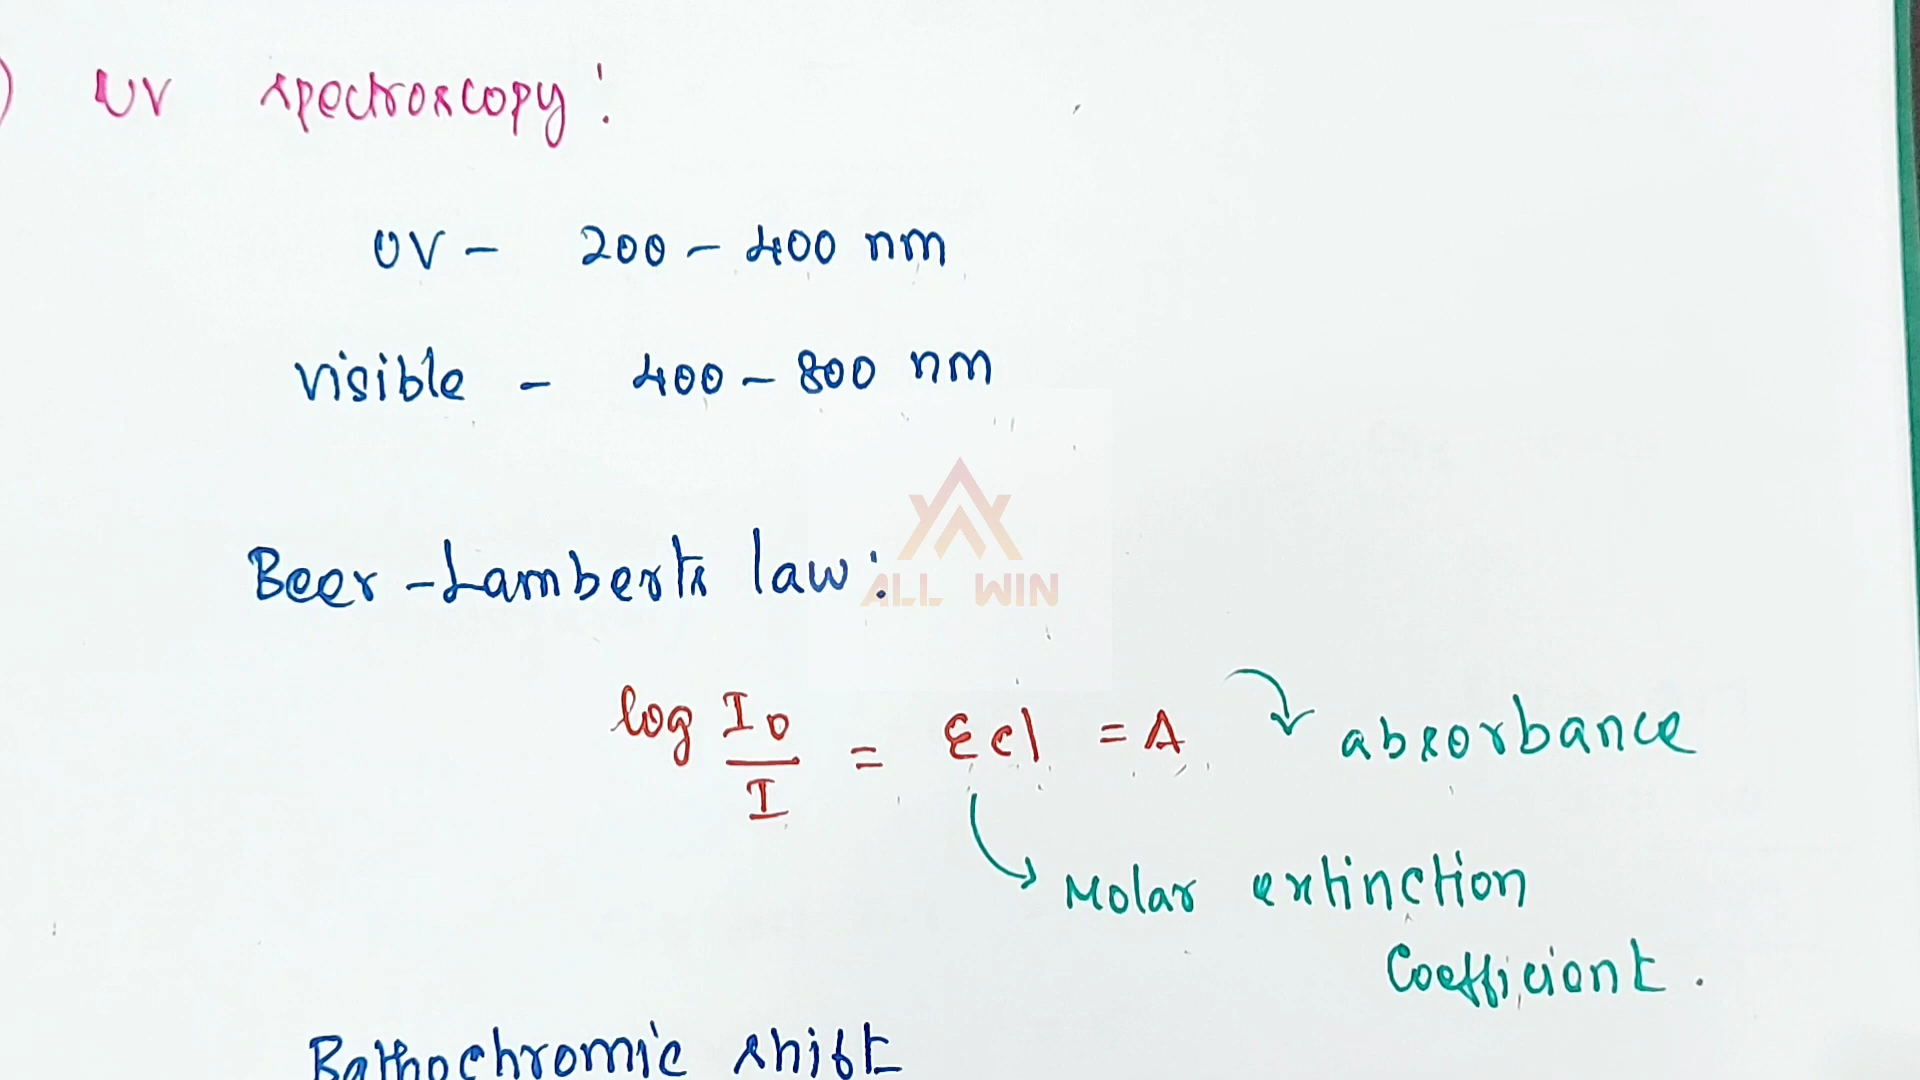 ) UV spectroscopy:
UV - 200 - 400 nm
Visible - 400 - 800 nm
Beer - Lamberts law:
ALL WIN
log I₀/I = εcl = A → absorbance
→ Molar extinction
Coefficient.
Bathochromic shift